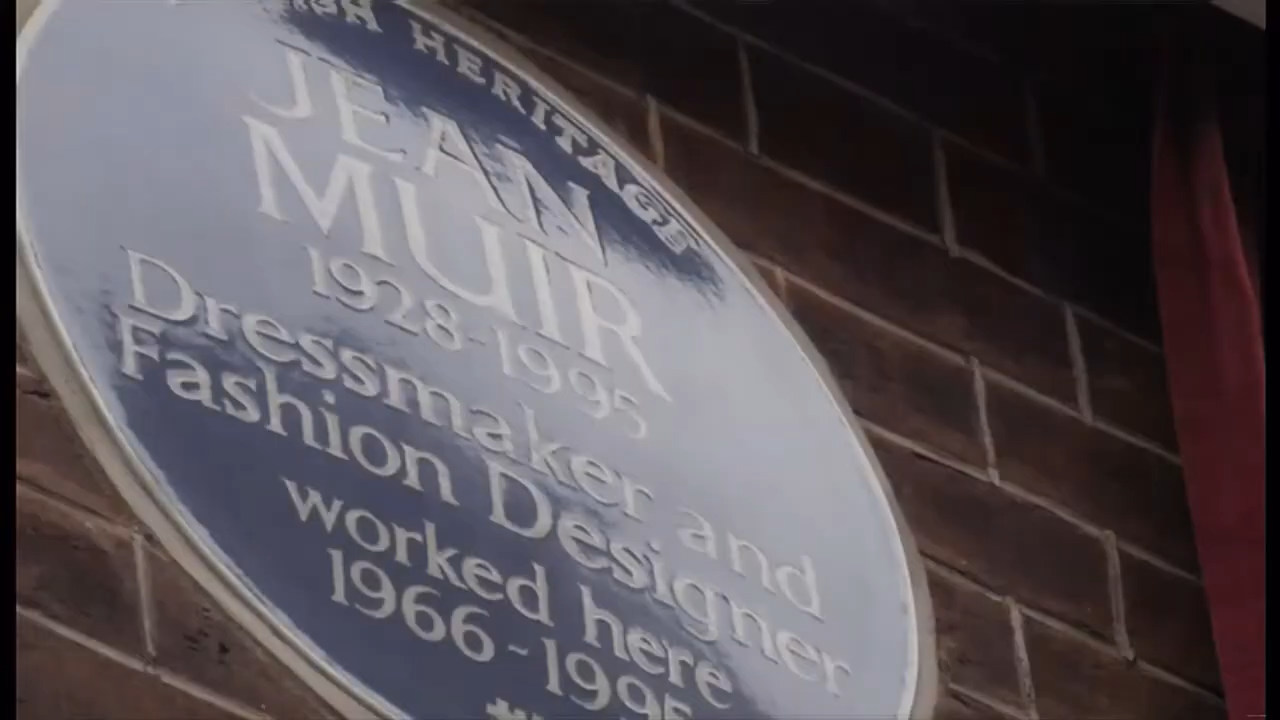 HERITAGE
JEAN
MUIR
1928-1995
Dressmaker and
Fashion Designer
worked here
1966-1995